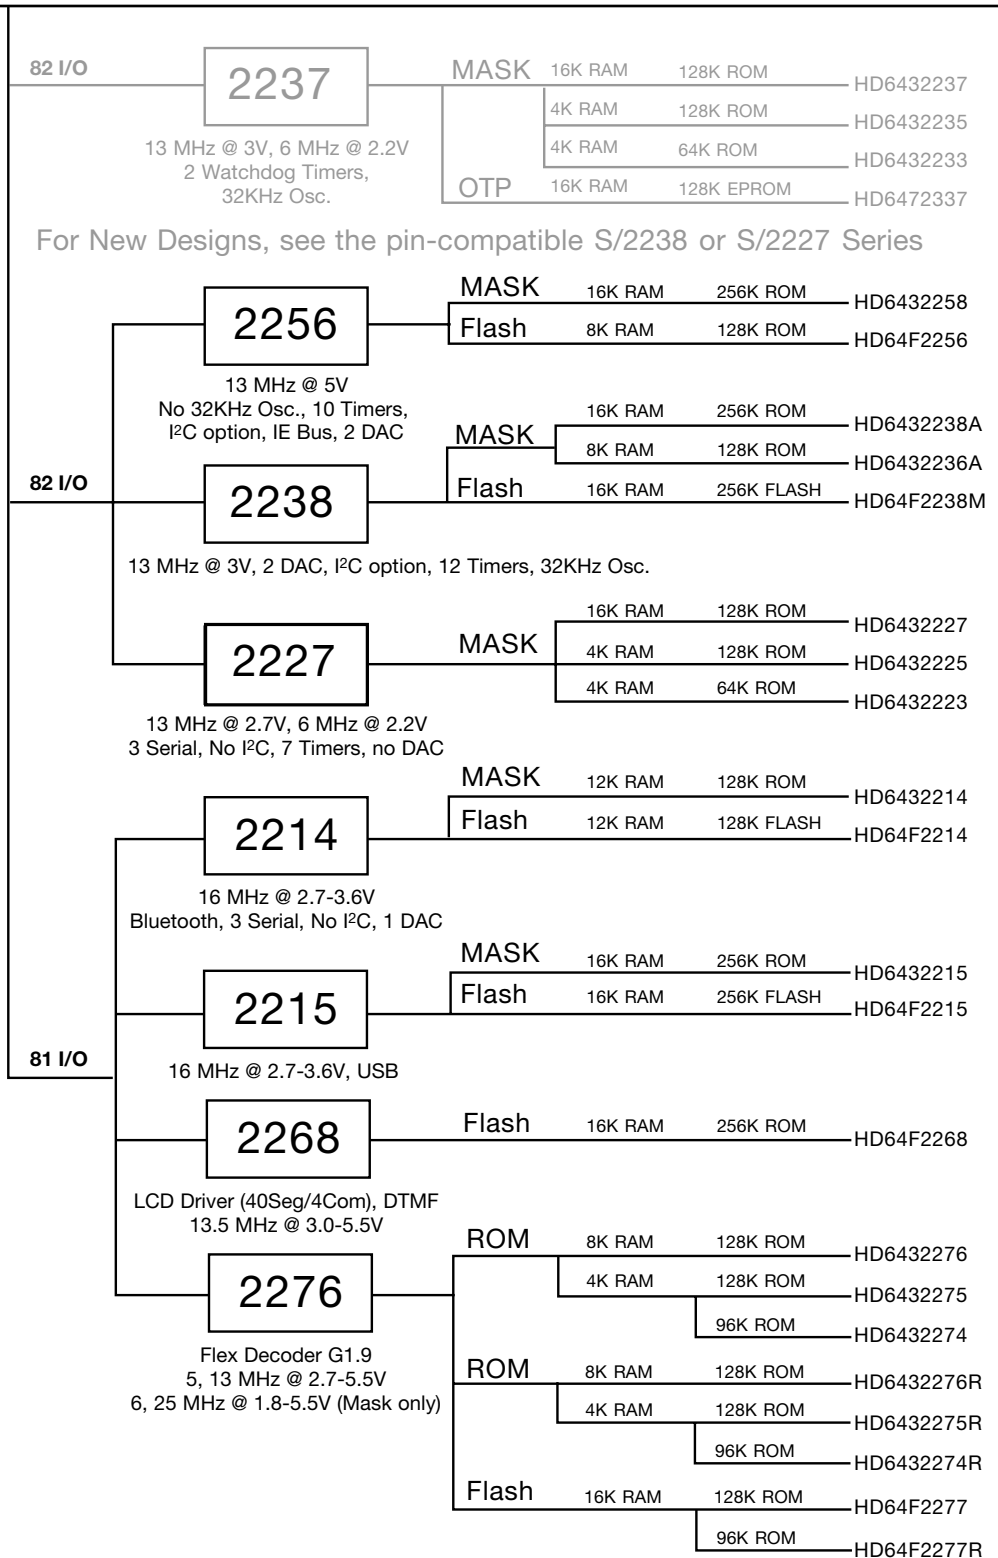 82 I/O
2237
MASK 16K RAM 128K ROM HD6432237
4K RAM 128K ROM HD6432235
4K RAM 64K ROM HD6432233
OTP 16K RAM 128K EPROM HD6472337
13 MHz @ 3V, 6 MHz @ 2.2V
2 Watchdog Timers,
32KHz Osc.
For New Designs, see the pin-compatible S/2238 or S/2227 Series
82 I/O
2256
MASK 16K RAM 256K ROM HD6432258
Flash 8K RAM 128K ROM HD64F2256
13 MHz @ 5V
No 32KHz Osc., 10 Timers,
I²C option, IE Bus, 2 DAC
2238
MASK 16K RAM 256K ROM HD6432238A
8K RAM 128K ROM HD6432236A
Flash 16K RAM 256K FLASH HD64F2238M
13 MHz @ 3V, 2 DAC, I²C option, 12 Timers, 32KHz Osc.
2227
MASK 16K RAM 128K ROM HD6432227
4K RAM 128K ROM HD6432225
4K RAM 64K ROM HD6432223
13 MHz @ 2.7V, 6 MHz @ 2.2V
3 Serial, No I²C, 7 Timers, no DAC
81 I/O
2214
MASK 12K RAM 128K ROM HD6432214
Flash 12K RAM 128K FLASH HD64F2214
16 MHz @ 2.7-3.6V
Bluetooth, 3 Serial, No I²C, 1 DAC
2215
MASK 16K RAM 256K ROM HD6432215
Flash 16K RAM 256K FLASH HD64F2215
16 MHz @ 2.7-3.6V, USB
2268
Flash 16K RAM 256K ROM HD64F2268
LCD Driver (40Seg/4Com), DTMF
13.5 MHz @ 3.0-5.5V
2276
ROM 8K RAM 128K ROM HD6432276
4K RAM 128K ROM HD6432275
96K ROM HD6432274
Flex Decoder G1.9
5, 13 MHz @ 2.7-5.5V
6, 25 MHz @ 1.8-5.5V (Mask only)
ROM 8K RAM 128K ROM HD6432276R
4K RAM 128K ROM HD6432275R
96K ROM HD6432274R
Flash 16K RAM 128K ROM HD64F2277
96K ROM HD64F2277R